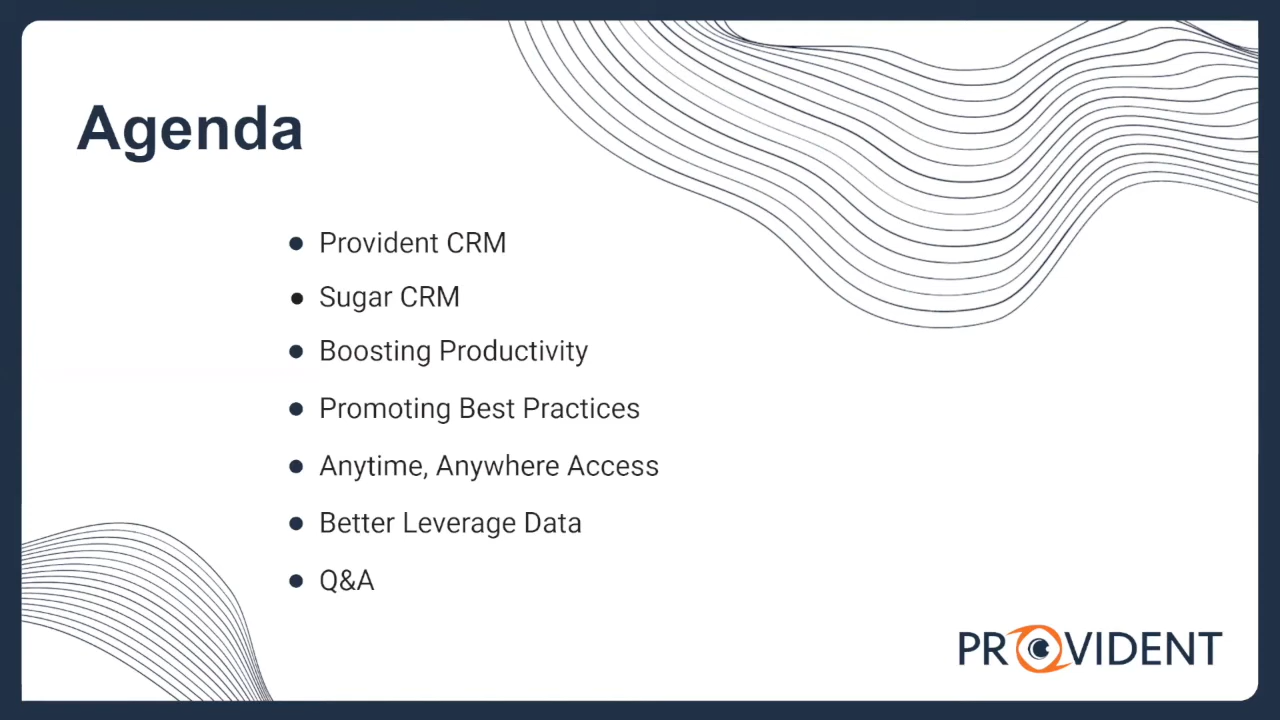 Agenda
● Provident CRM
● Sugar CRM
● Boosting Productivity
● Promoting Best Practices
● Anytime, Anywhere Access
● Better Leverage Data
● Q&A
PROVIDENT